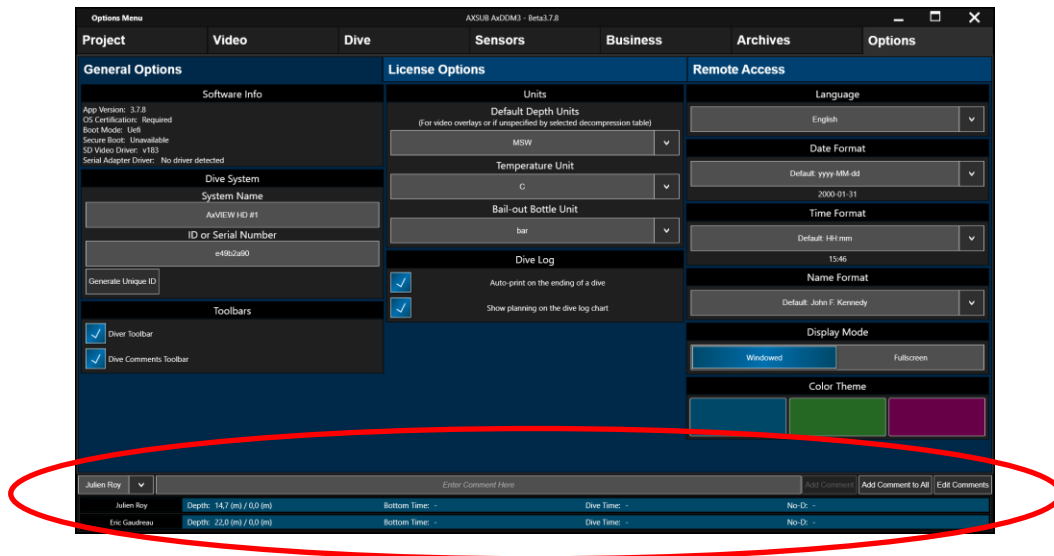 Options Menu
AXSUB AxDDM3 - Beta3.7.8
Project Video Dive Sensors Business Archives Options
General Options
Software Info
App Version: 3.7.8
OS Certification: Required
Boot Mode: Uefi
Secure Boot: Unavailable
SD Video Driver: v183
Serial Adapter Driver: No driver detected
Dive System
System Name
AxVIEW HD #1
ID or Serial Number
e49b2a90
Generate Unique ID
Toolbars
Diver Toolbar
Dive Comments Toolbar
License Options
Units
Default Depth Units
(For video overlays or if unspecified by selected decompression table)
MSW
Temperature Unit
C
Bail-out Bottle Unit
bar
Dive Log
Auto-print on the ending of a dive
Show planning on the dive log chart
Remote Access
Language
English
Date Format
Default: yyyy-MM-dd
2000-01-31
Time Format
Default: HH:mm
15:46
Name Format
Default: John F. Kennedy
Display Mode
Windowed Fullscreen
Color Theme
Julien Roy Enter Comment Here Add Comment Add Comment to All Edit Comments
Julien Roy Depth: 14,7 (m) / 0,0 (m) Bottom Time: - Dive Time: - No-D: -
Eric Gaudreau Depth: 22,0 (m) / 0,0 (m) Bottom Time: - Dive Time: - No-D: -